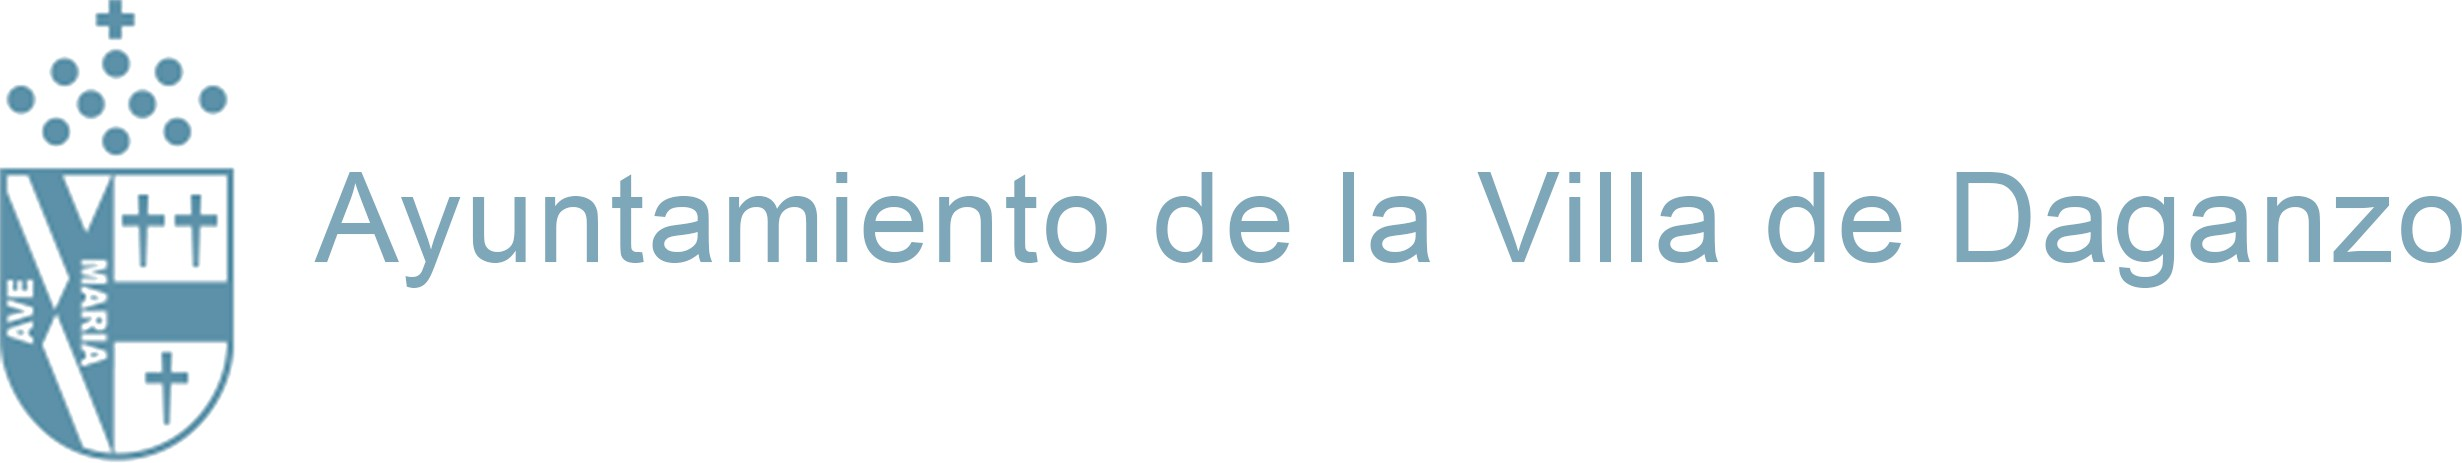 AVE
MARIA
Ayuntamiento de la Villa de Daganzo